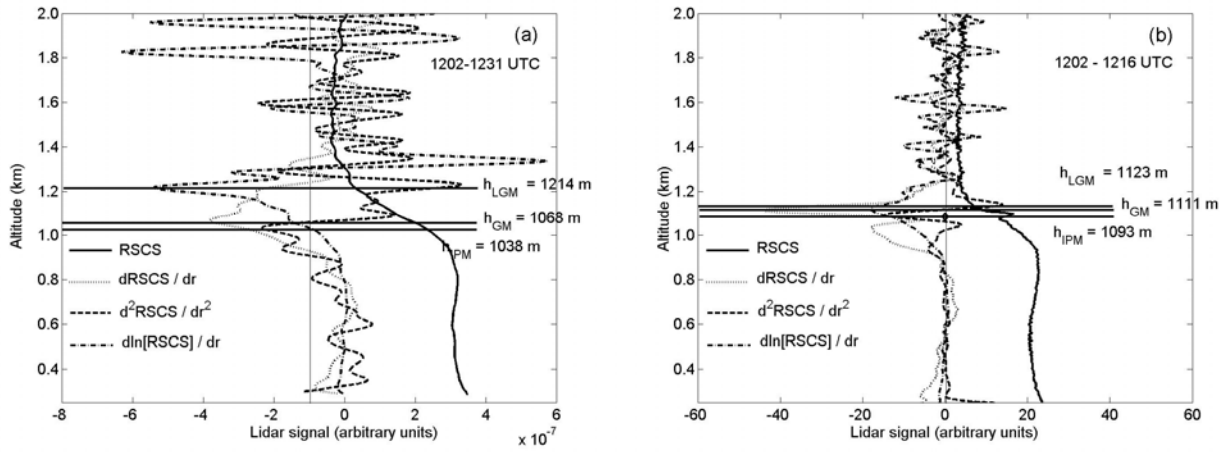 2.0
1.8
1.6
1.4
1.2
1.0
0.8
0.6
0.4
Altitude (km)
(a)
1202-1231 UTC
hLGM = 1214 m
hGM = 1068 m
hIPM = 1038 m
RSCS
dRSCS / dr
d²RSCS / dr²
dln[RSCS] / dr
-8 -6 -4 -2 0 2 4 6
Lidar signal (arbitrary units)
x 10⁻⁷
2.0
1.8
1.6
1.4
1.2
1.0
0.8
0.6
0.4
Altitude (km)
(b)
1202 - 1216 UTC
hLGM = 1123 m
hGM = 1111 m
hIPM = 1093 m
RSCS
dRSCS / dr
d²RSCS / dr²
dln[RSCS] / dr
-60 -40 -20 0 20 40 60
Lidar signal (arbitrary units)